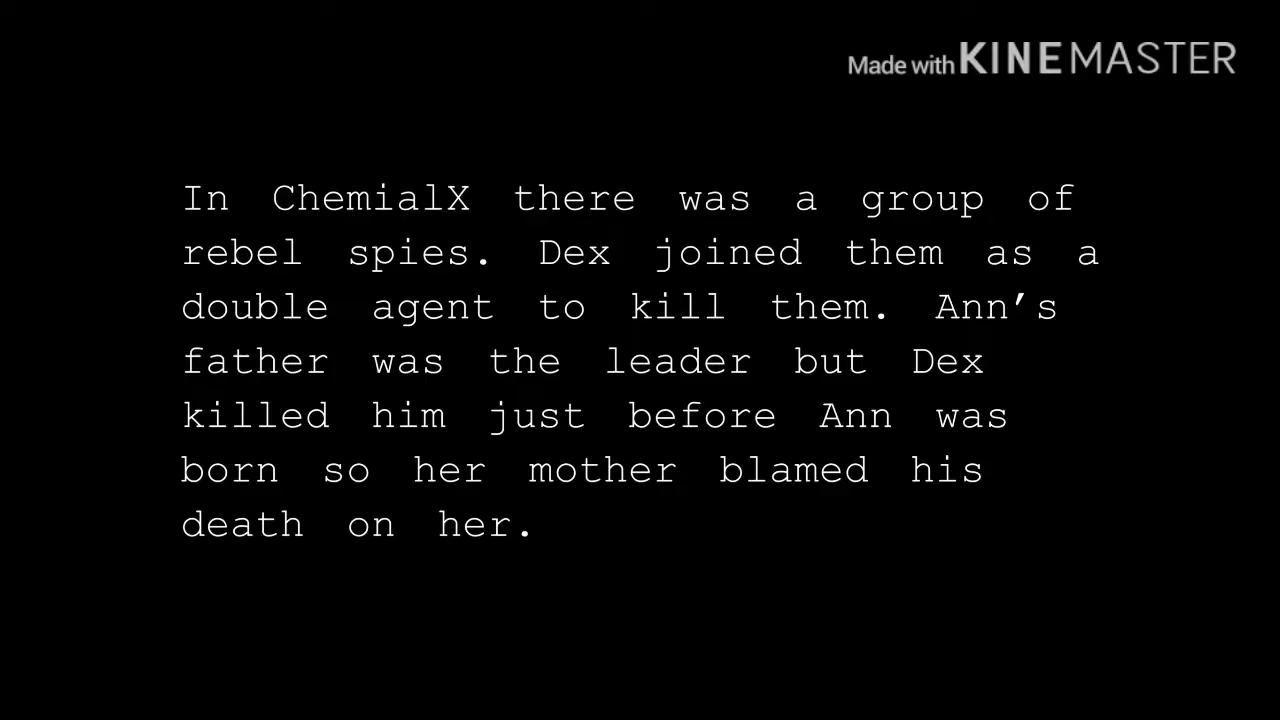 Made with KINEMASTER
In ChemialX there was a group of
rebel spies. Dex joined them as a
double agent to kill them. Ann’s
father was the leader but Dex
killed him just before Ann was
born so her mother blamed his
death on her.